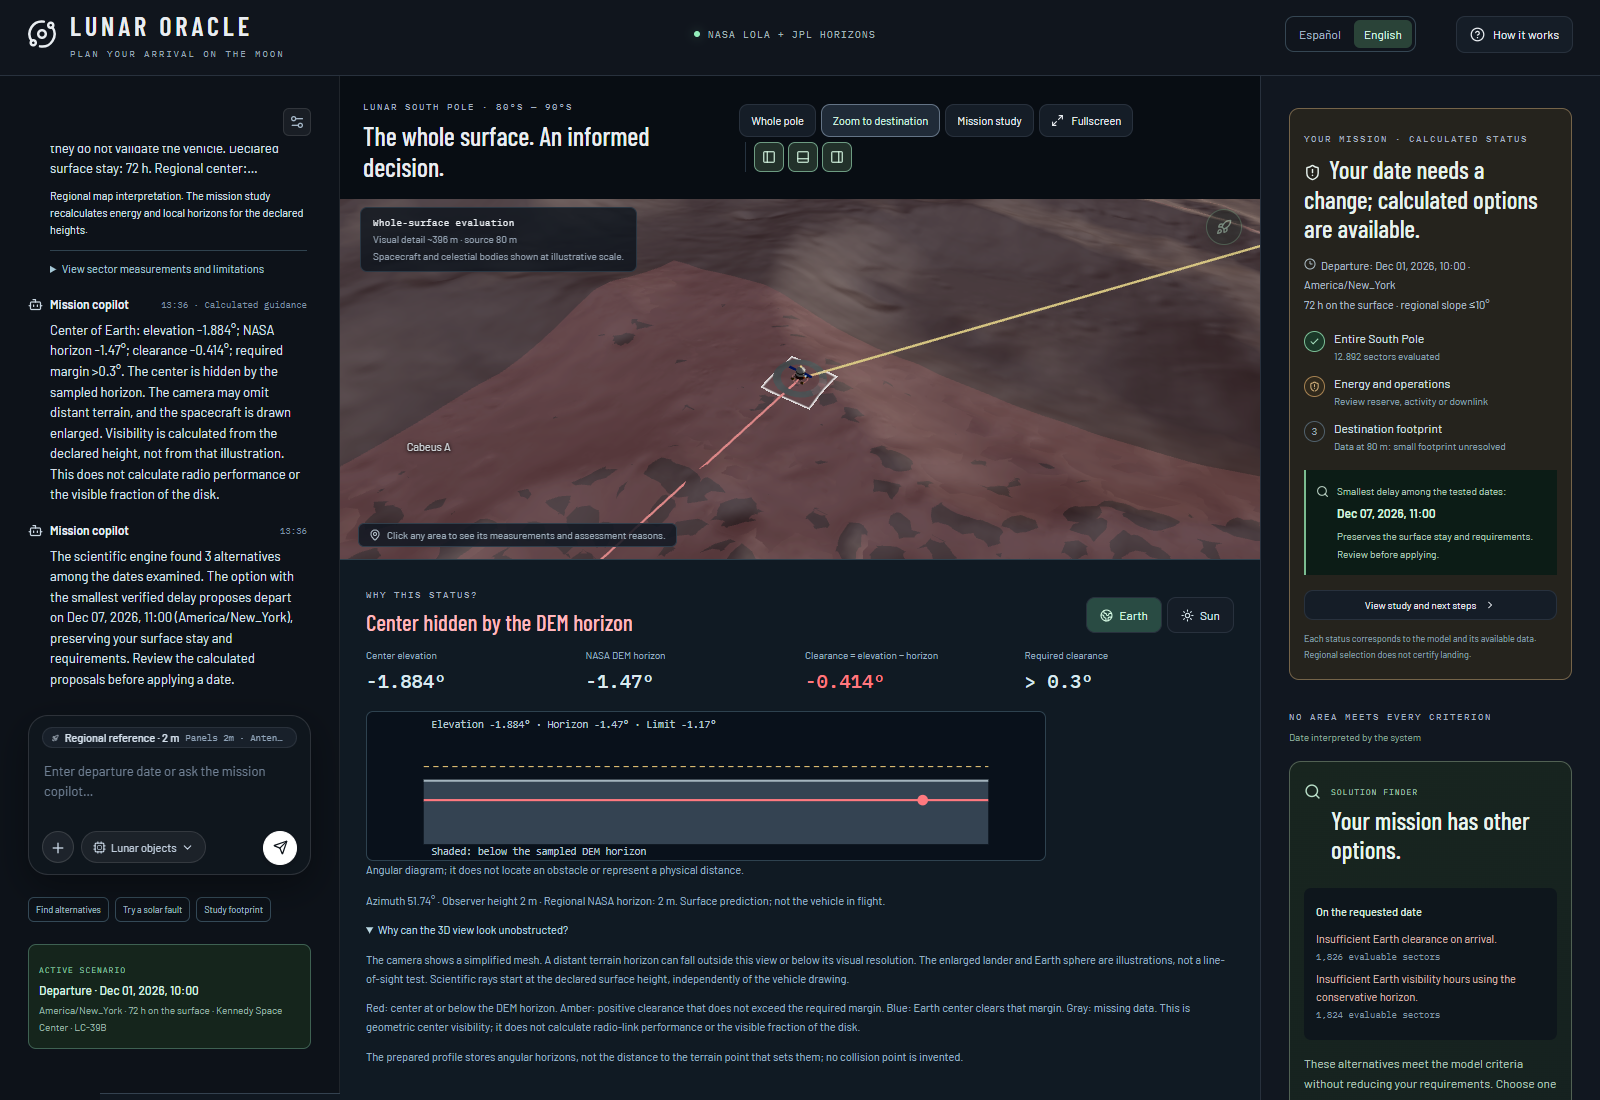 LUNAR ORACLE
PLAN YOUR ARRIVAL ON THE MOON
NASA LOLA + JPL HORIZONS
Español
English
How it works
they do not validate the vehicle. Declared
surface stay: 72 h. Regional center:...
Regional map interpretation. The mission study
recalculates energy and local horizons for the declared
heights.
View sector measurements and limitations
Mission copilot
13:36 · Calculated guidance
Center of Earth: elevation -1.884°; NASA
horizon -1.47°; clearance -0.414°; required
margin >0.3°. The center is hidden by the
sampled horizon. The camera may omit
distant terrain, and the spacecraft is drawn
enlarged. Visibility is calculated from the
declared height, not from that illustration.
This does not calculate radio performance or
the visible fraction of the disk.
Mission copilot
13:36
The scientific engine found 3 alternatives
among the dates examined. The option with
the smallest verified delay proposes depart
on Dec 07, 2026, 11:00 (America/New_York),
preserving your surface stay and
requirements. Review the calculated
proposals before applying a date.
Regional reference · 2 m Panels 2m · Anten…
Enter departure date or ask the mission
copilot...
Lunar objects
Find alternatives
Try a solar fault
Study footprint
ACTIVE SCENARIO
Departure · Dec 01, 2026, 10:00
America/New_York · 72 h on the surface · Kennedy Space
Center · LC-39B
LUNAR SOUTH POLE · 80°S — 90°S
The whole surface. An informed
decision.
Whole pole
Zoom to destination
Mission study
Fullscreen
Whole-surface evaluation
Visual detail ~396 m · source 80 m
Spacecraft and celestial bodies shown at illustrative scale.
Cabeus A
Click any area to see its measurements and assessment reasons.
WHY THIS STATUS?
Center hidden by the DEM horizon
Earth
Sun
Center elevation
-1.884°
NASA DEM horizon
-1.47°
Clearance = elevation − horizon
-0.414°
Required clearance
> 0.3°
Elevation -1.884° · Horizon -1.47° · Limit -1.17°
Shaded: below the sampled DEM horizon
Angular diagram; it does not locate an obstacle or represent a physical distance.
Azimuth 51.74° · Observer height 2 m · Regional NASA horizon: 2 m. Surface prediction; not the vehicle in flight.
Why can the 3D view look unobstructed?
The camera shows a simplified mesh. A distant terrain horizon can fall outside this view or below its visual resolution. The enlarged lander and Earth sphere are illustrations, not a line-
of-sight test. Scientific rays start at the declared surface height, independently of the vehicle drawing.
Red: center at or below the DEM horizon. Amber: positive clearance that does not exceed the required margin. Blue: Earth center clears that margin. Gray: missing data. This is
geometric center visibility; it does not calculate radio-link performance or the visible fraction of the disk.
The prepared profile stores angular horizons, not the distance to the terrain point that sets them; no collision point is invented.
YOUR MISSION · CALCULATED STATUS
Your date needs a
change; calculated options
are available.
Departure: Dec 01, 2026, 10:00 ·
America/New_York
72 h on the surface · regional slope ≤10°
Entire South Pole
12.892 sectors evaluated
Energy and operations
Review reserve, activity or downlink
3
Destination footprint
Data at 80 m: small footprint unresolved
Smallest delay among the tested dates:
Dec 07, 2026, 11:00
Preserves the surface stay and requirements.
Review before applying.
View study and next steps
Each status corresponds to the model and its available data.
Regional selection does not certify landing.
NO AREA MEETS EVERY CRITERION
Date interpreted by the system
SOLUTION FINDER
Your mission has other
options.
On the requested date
Insufficient Earth clearance on arrival.
1,826 evaluable sectors
Insufficient Earth visibility hours using the
conservative horizon.
1,824 evaluable sectors
These alternatives meet the model criteria
without reducing your requirements. Choose one